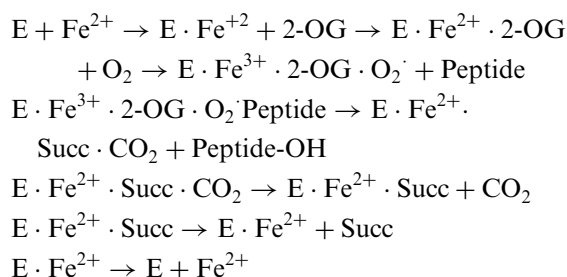 E + Fe²⁺ → E · Fe⁺² + 2-OG → E · Fe²⁺ · 2-OG
+ O₂ → E · Fe³⁺ · 2-OG · O₂˙ + Peptide
E · Fe³⁺ · 2-OG · O₂˙Peptide → E · Fe²⁺·
Succ · CO₂ + Peptide-OH
E · Fe²⁺ · Succ · CO₂ → E · Fe²⁺ · Succ + CO₂
E · Fe²⁺ · Succ → E · Fe²⁺ + Succ
E · Fe²⁺ → E + Fe²⁺